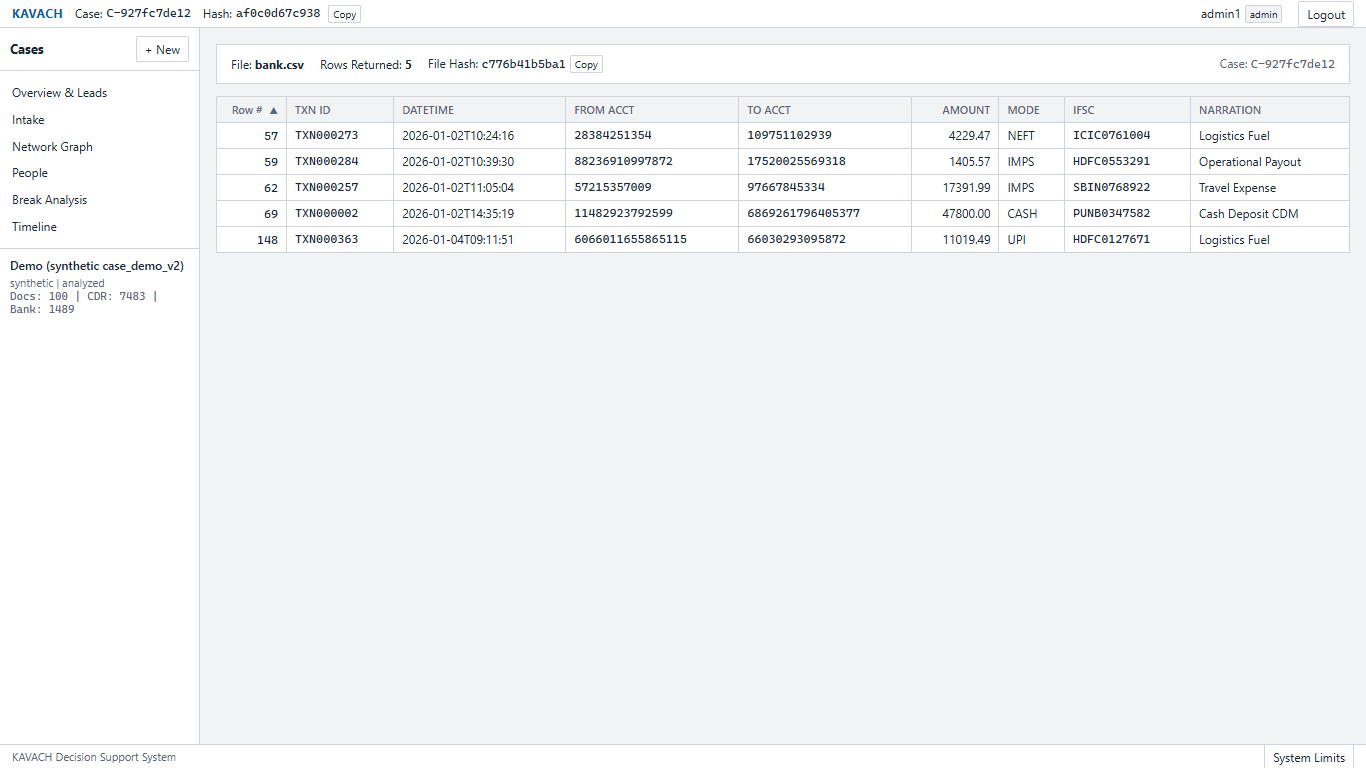 KAVACH Case: C-927fc7de12 Hash: af0c0d67c938 Copy admin1 admin Logout
Cases + New
Overview & Leads
Intake
Network Graph
People
Break Analysis
Timeline
Demo (synthetic case_demo_v2)
synthetic | analyzed
Docs: 100 | CDR: 7483 |
Bank: 1489
File: bank.csv Rows Returned: 5 File Hash: c776b41b5ba1 Copy Case: C-927fc7de12
Row # ▲ TXN ID DATETIME FROM ACCT TO ACCT AMOUNT MODE IFSC NARRATION
57 TXN000273 2026-01-02T10:24:16 28384251354 109751102939 4229.47 NEFT ICIC0761004 Logistics Fuel
59 TXN000284 2026-01-02T10:39:30 88236910997872 17520025569318 1405.57 IMPS HDFC0553291 Operational Payout
62 TXN000257 2026-01-02T11:05:04 57215357009 97667845334 17391.99 IMPS SBIN0768922 Travel Expense
69 TXN000002 2026-01-02T14:35:19 11482923792599 6869261796405377 47800.00 CASH PUNB0347582 Cash Deposit CDM
148 TXN000363 2026-01-04T09:11:51 6066011655865115 66030293095872 11019.49 UPI HDFC0127671 Logistics Fuel
KAVACH Decision Support System System Limits